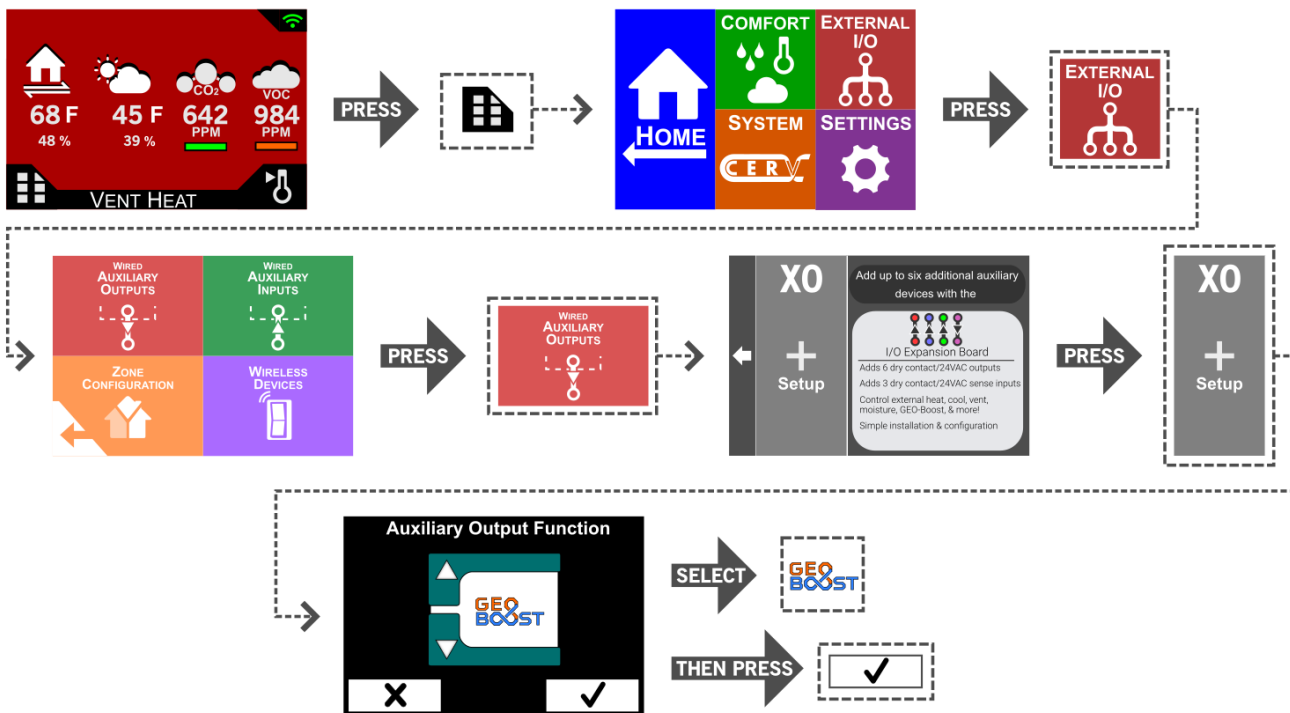 68 F
48 %
45 F
39 %
CO2
642
PPM
VOC
984
PPM
VENT HEAT
PRESS
HOME
COMFORT
EXTERNAL
I/O
SYSTEM
CERV
SETTINGS
PRESS
EXTERNAL
I/O
WIRED
AUXILIARY
OUTPUTS
WIRED
AUXILIARY
INPUTS
ZONE
CONFIGURATION
WIRELESS
DEVICES
PRESS
WIRED
AUXILIARY
OUTPUTS
XO
+
Setup
Add up to six additional auxiliary
devices with the
I/O Expansion Board
Adds 6 dry contact/24VAC outputs
Adds 3 dry contact/24VAC sense inputs
Control external heat, cool, vent,
moisture, GEO-Boost, & more!
Simple installation & configuration
PRESS
XO
+
Setup
Auxiliary Output Function
GEO
BOOST
SELECT
GEO
BOOST
THEN PRESS